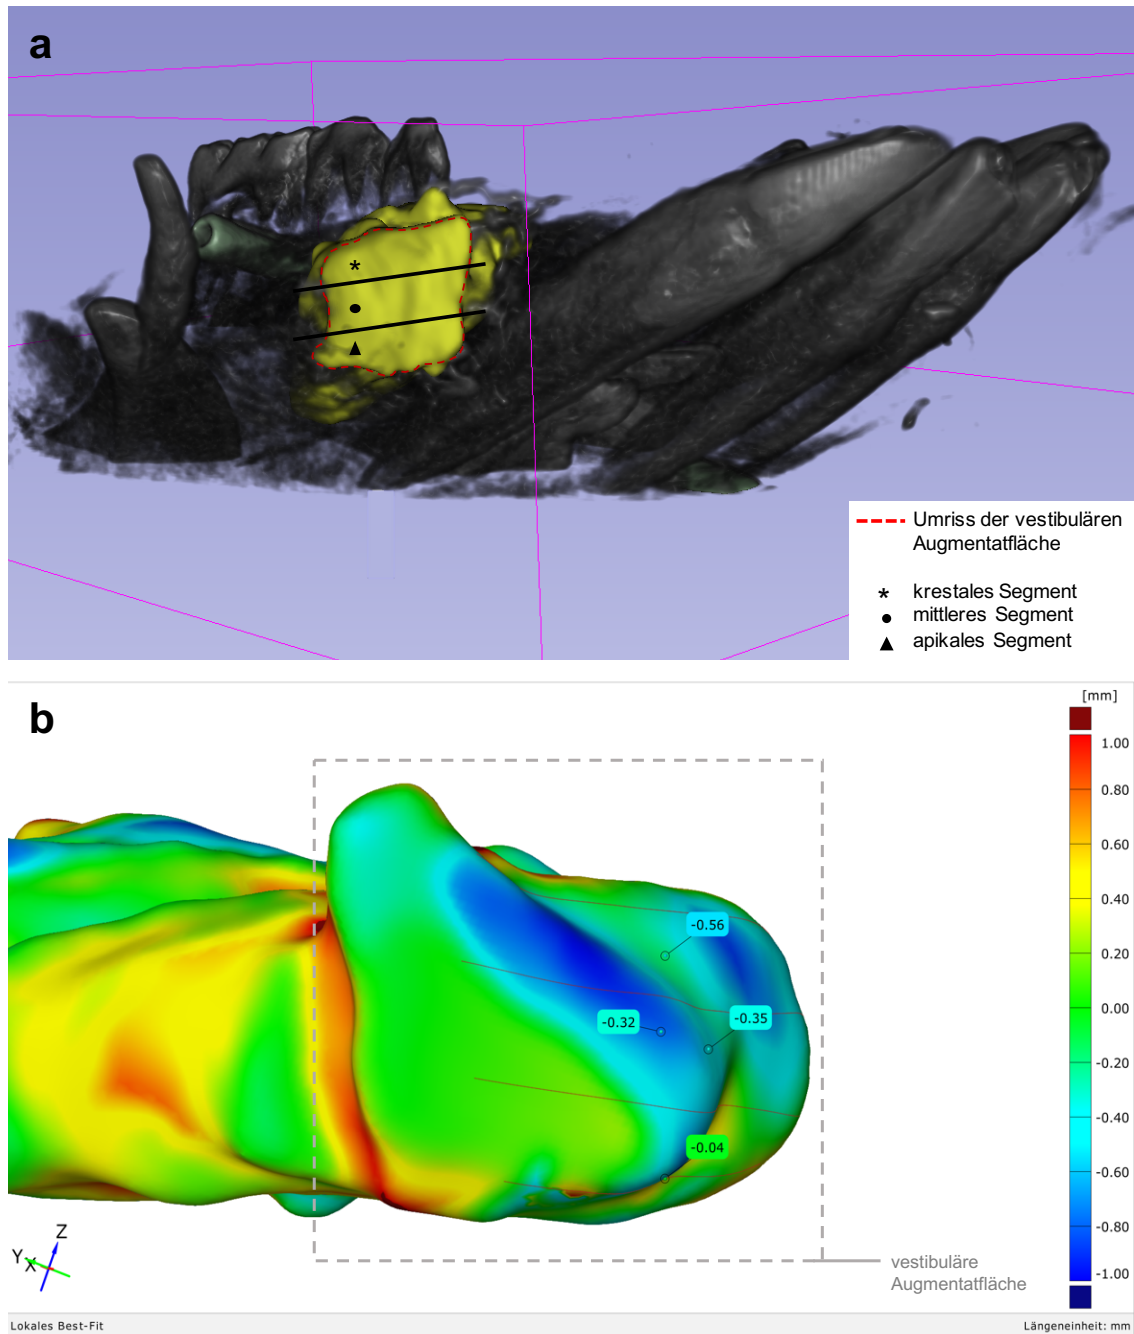 a
Umriss der vestibulären
Augmentatfläche
* krestales Segment
● mittleres Segment
▲ apikales Segment
b
[mm]
1.00
0.80
0.60
0.40
0.20
0.00
-0.20
-0.40
-0.60
-0.80
-1.00
-0.56
-0.32
-0.35
-0.04
Z
Y
X
vestibuläre
Augmentatfläche
Lokales Best-Fit
Längeneinheit: mm